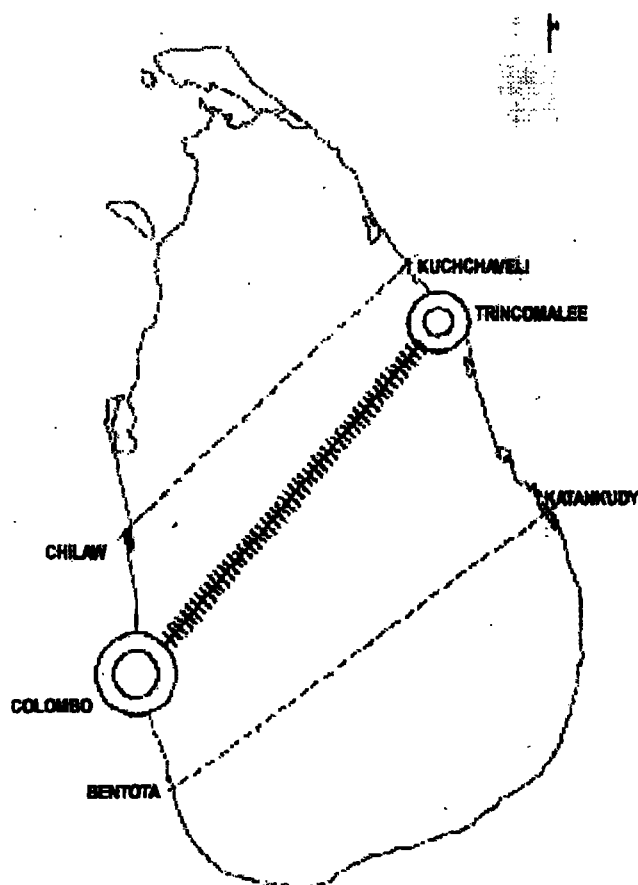 KUCHCHAVELI
TRINCOMALEE
KATANKUDY
CHILAW
COLOMBO
BENTOTA